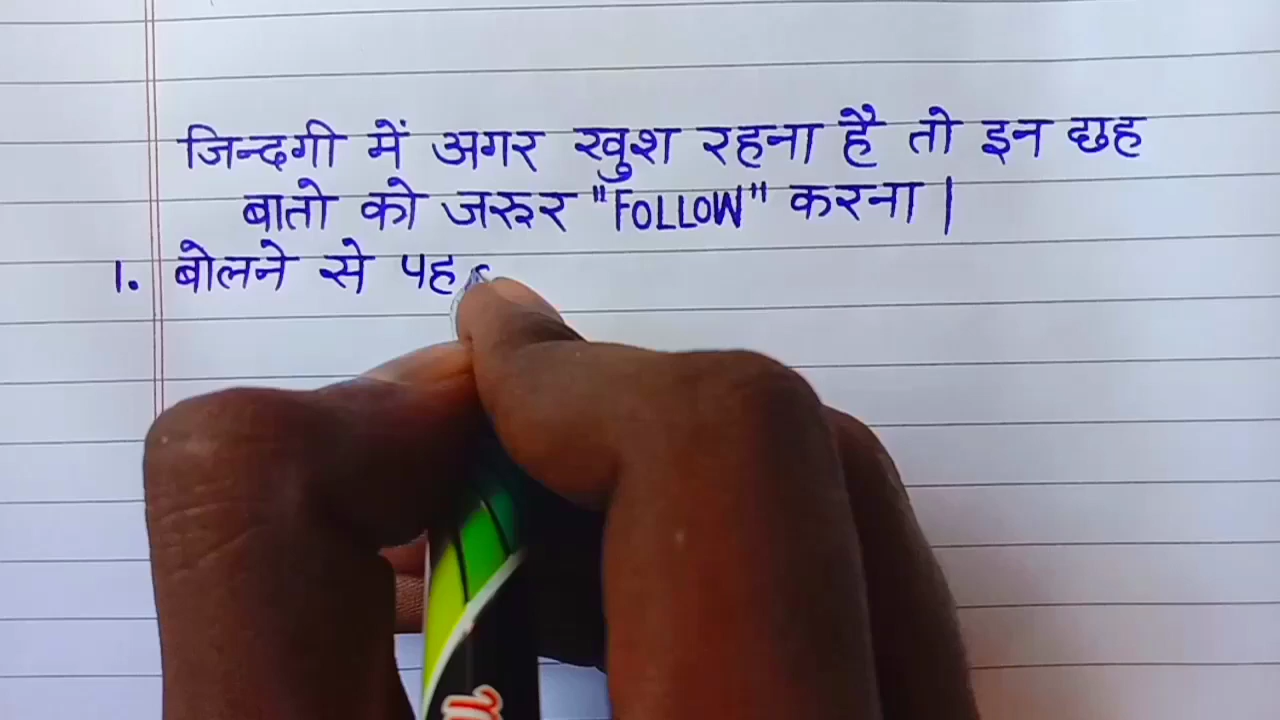 जिन्दगी में अगर खुश रहना है तो इन छह
बातो को जरुर "FOLLOW" करना |
1. बोलने से पह